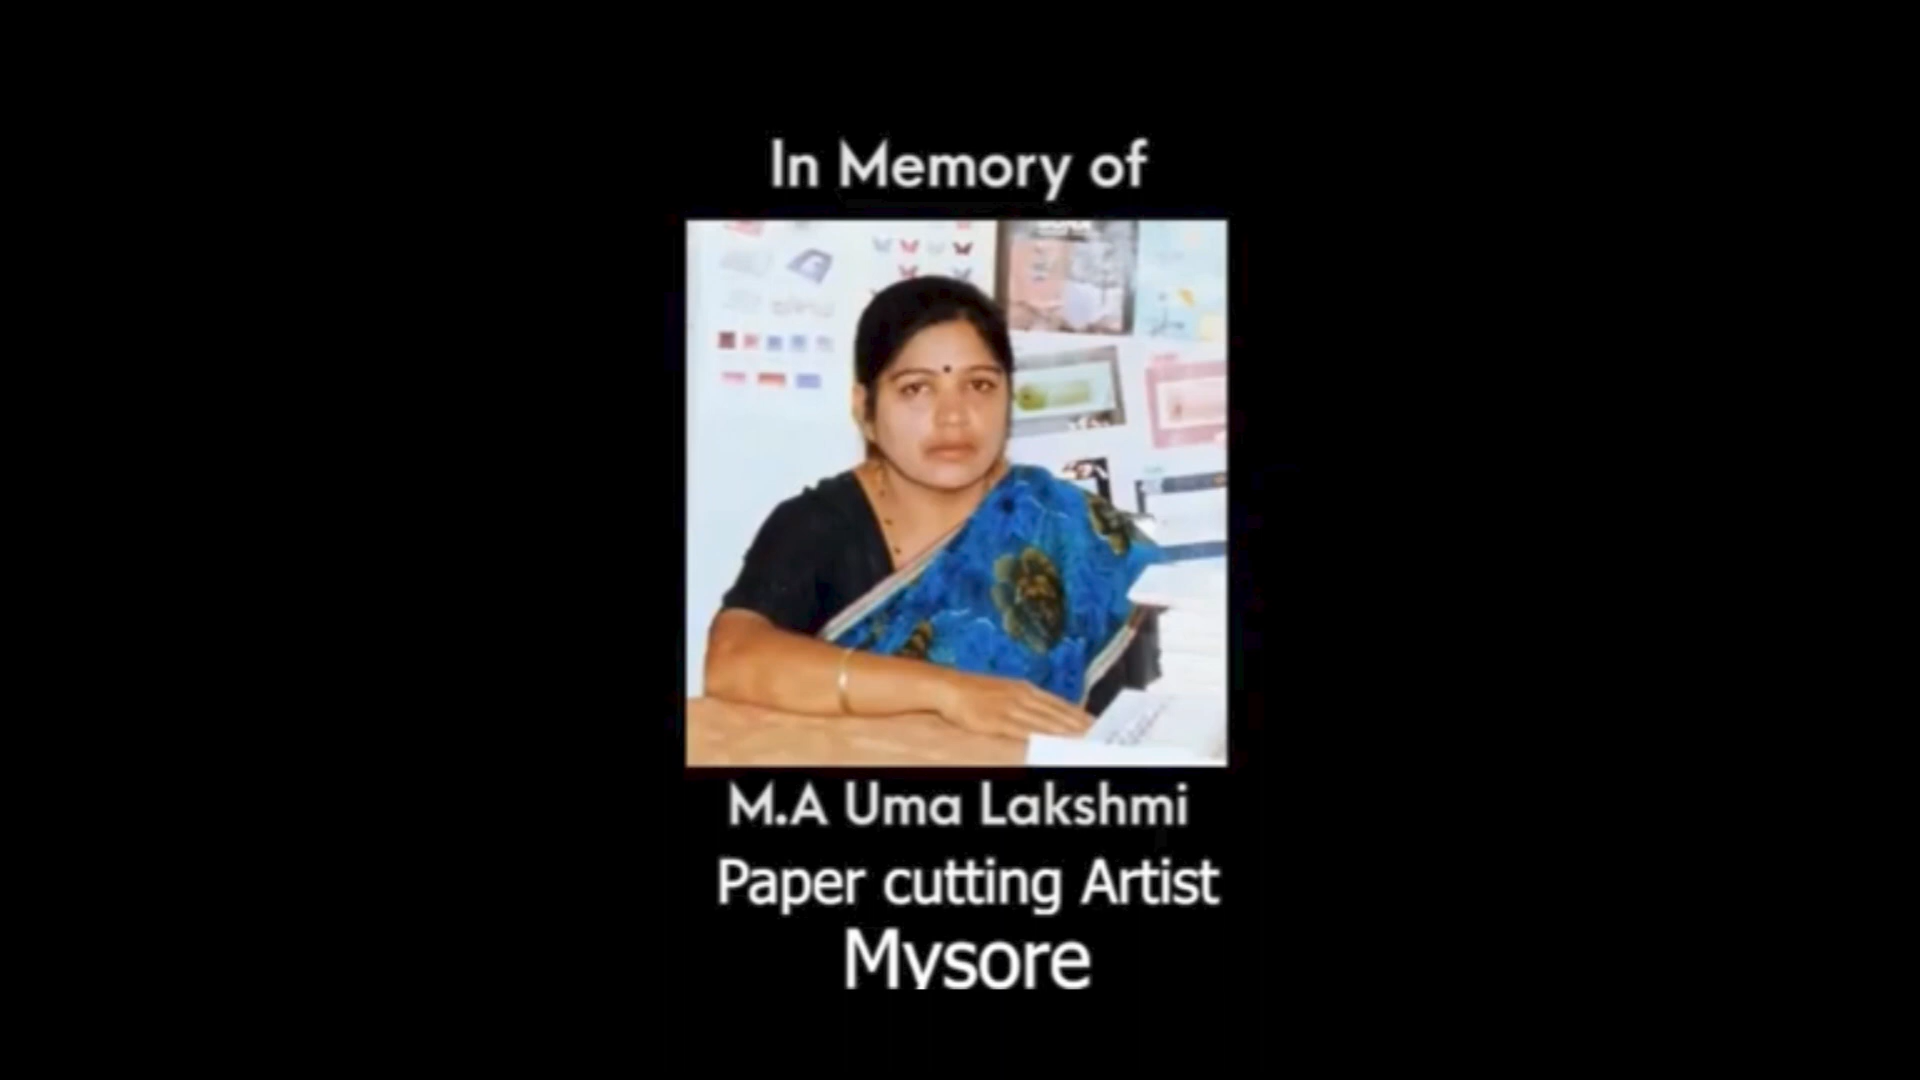 In Memory of
M.A Uma Lakshmi
Paper cutting Artist
Mysore